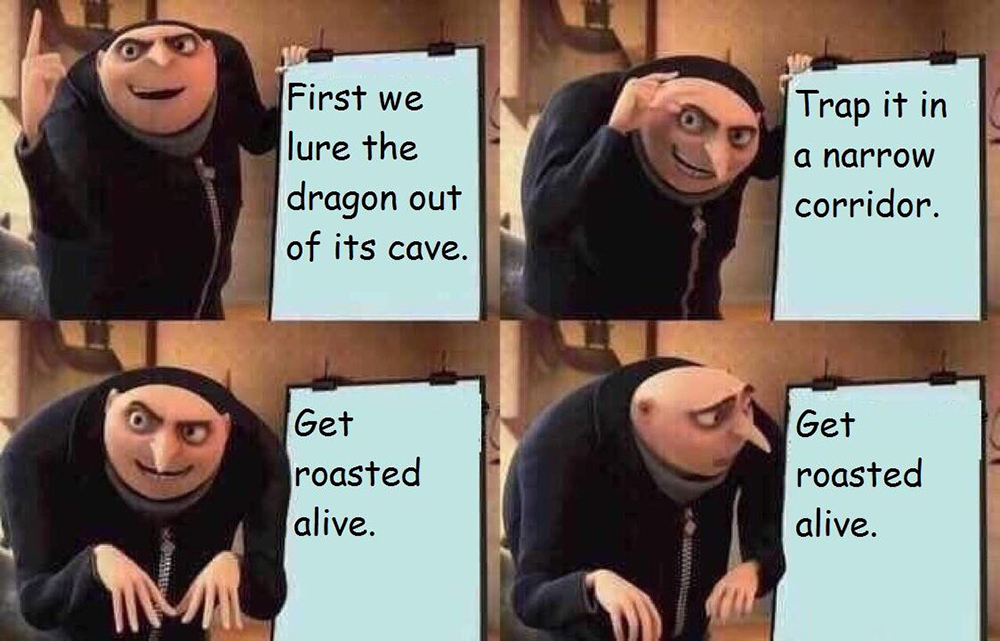 First we
lure the
dragon out
of its cave.
Trap it in
a narrow
corridor.
Get
roasted
alive.
Get
roasted
alive.